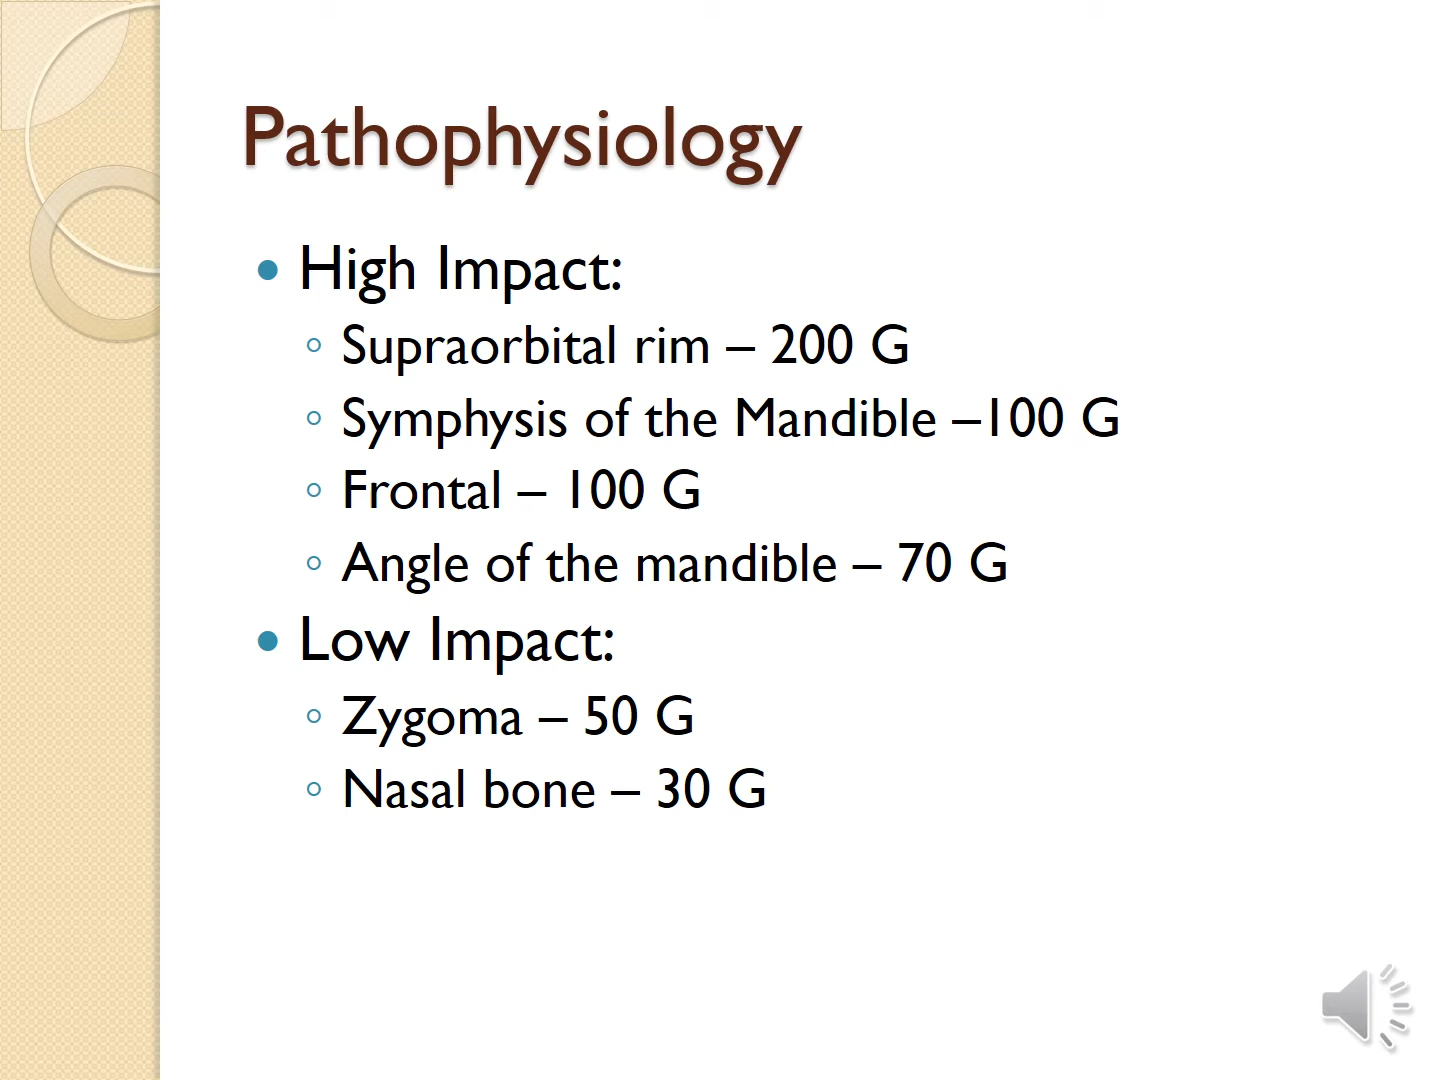 Pathophysiology
High Impact:
Supraorbital rim – 200 G
Symphysis of the Mandible –100 G
Frontal – 100 G
Angle of the mandible – 70 G
Low Impact:
Zygoma – 50 G
Nasal bone – 30 G